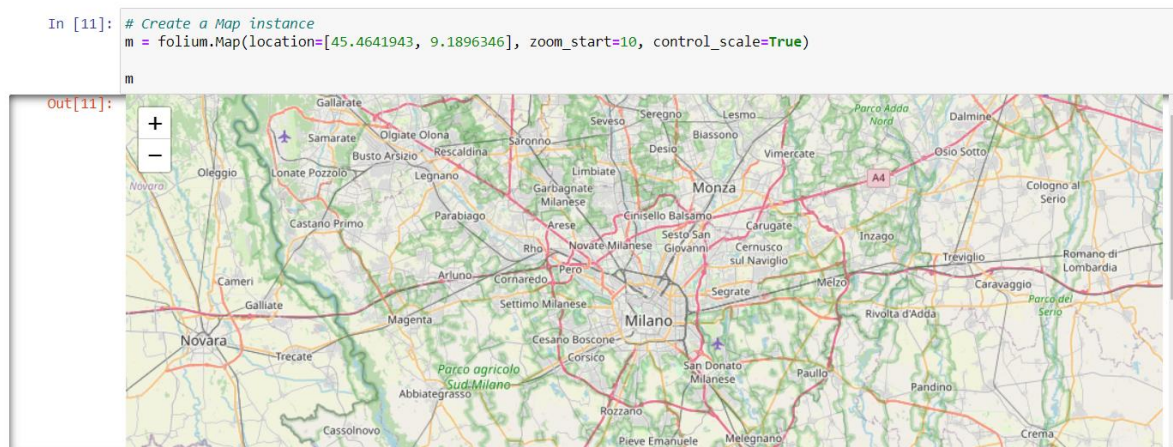 In [11]: # Create a Map instance
m = folium.Map(location=[45.4641943, 9.1896346], zoom_start=10, control_scale=True)
m
Out[11]:
+
−
Gallarate
Seveso
Seregno
Lesmo
Parco Adda
Nord
Dalmine
Samarate
Olgiate Olona
Saronno
Biassono
Busto Arsizio
Rescaldina
Desio
Vimercate
Osio Sotto
Oleggio
Lonate Pozzolo
Legnano
Limbiate
A4
Novara
Garbagnate
Milanese
Monza
Cologno al
Serio
Castano Primo
Parabiago
Arese
Cinisello Balsamo
Carugate
Sesto San
Giovanni
Inzago
Rho
Novate Milanese
Cernusco
sul Naviglio
Treviglio
Romano di
Lombardia
Pero
Cameri
Arluno
Cornaredo
Segrate
Melzo
Caravaggio
Galliate
Settimo Milanese
Parco del
Serio
Magenta
Milano
Rivolta d'Adda
Novara
Cesano Boscone
Trecate
Corsico
San Donato
Milanese
Paullo
Parco agricolo
Sud Milano
Pandino
Abbiategrasso
Rozzano
Cassolnovo
Pieve Emanuele
Melegnano
Crema